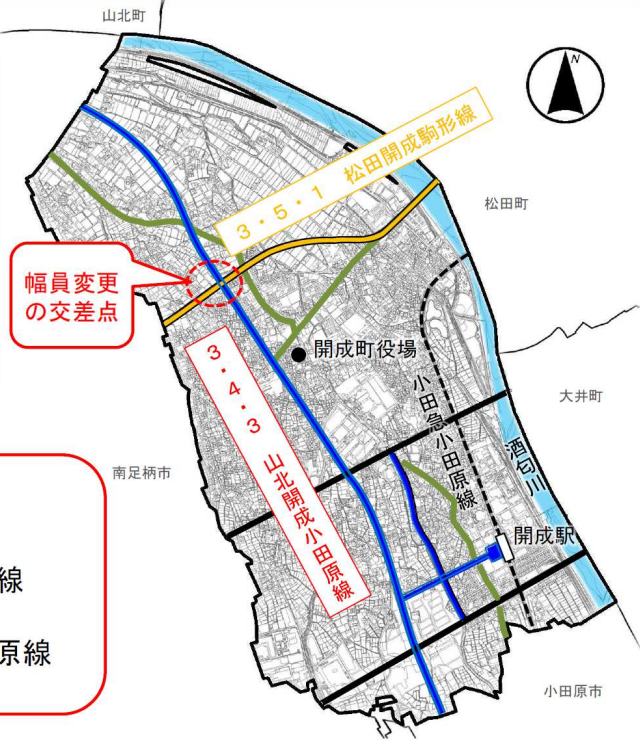 山北町
N
3・5・1 松田開成駒形線
松田町
幅員変更
の交差点
開成町役場
3・4・3 山北開成小田原線
小田急小田原線
大井町
酒匂川
南足柄市
開成駅
線
原線
小田原市